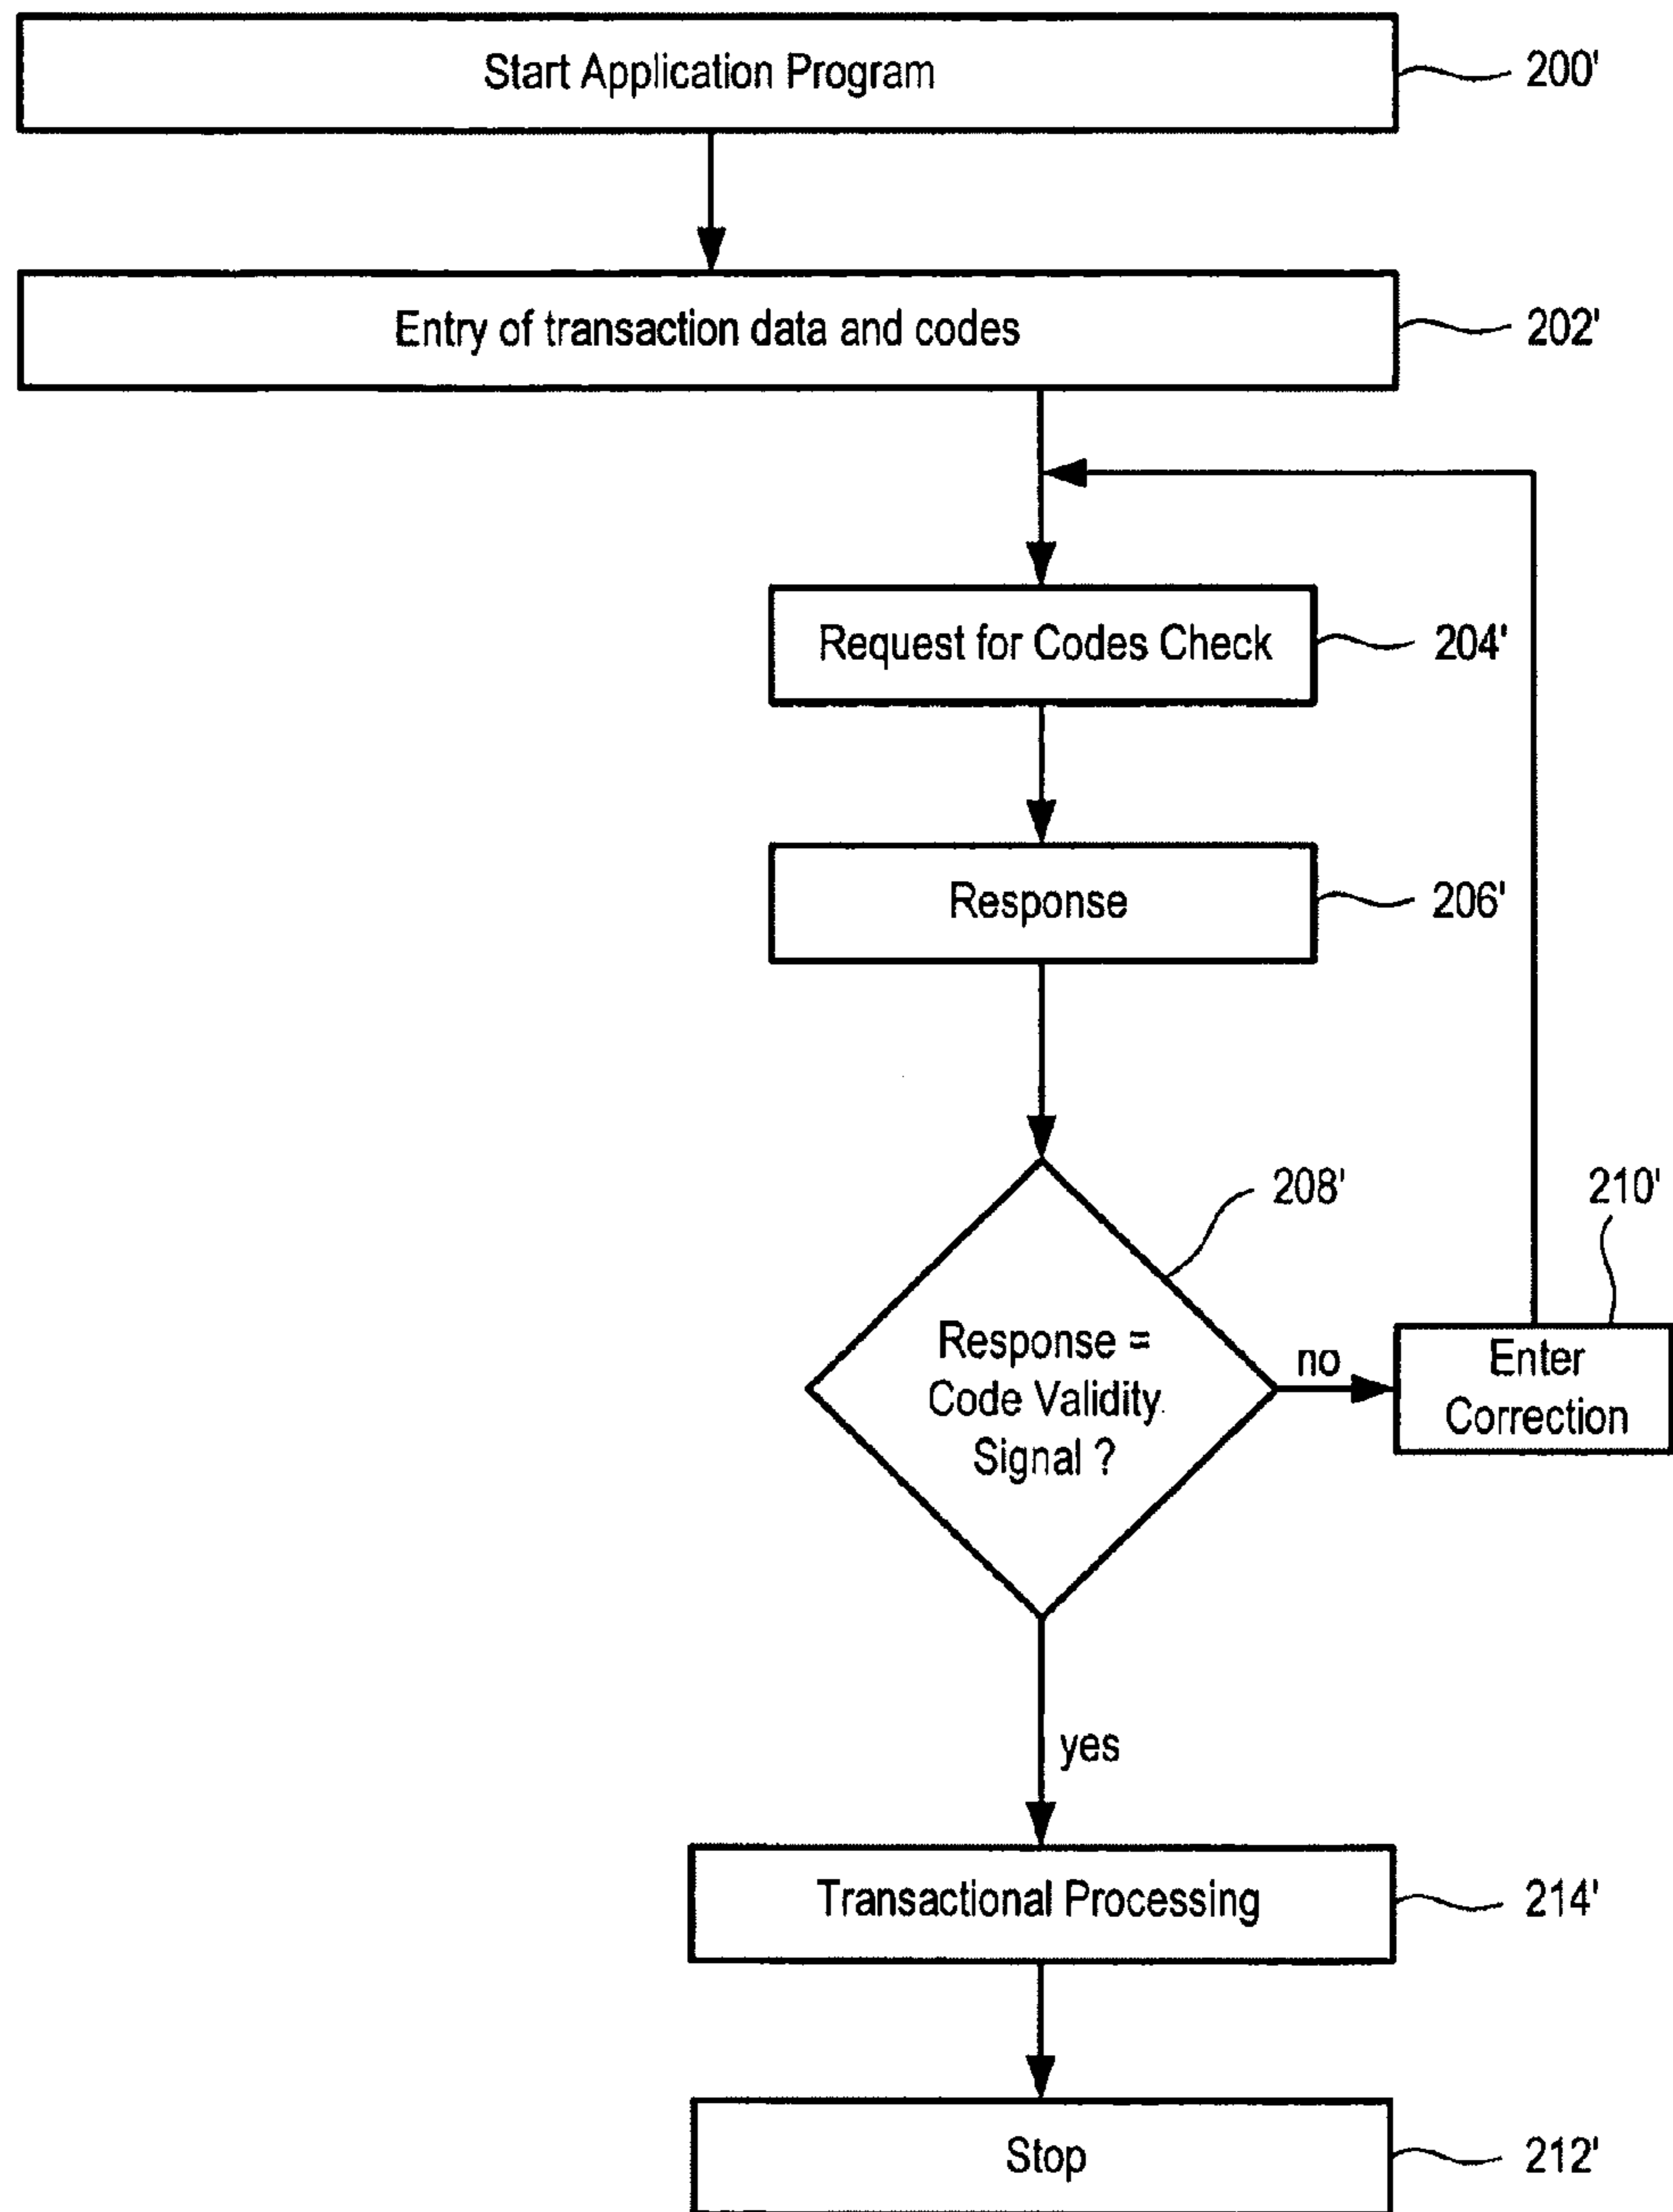 Start Application Program
200'
Entry of transaction data and codes
202'
Request for Codes Check
204'
Response
206'
208'
210'
Response =
Code Validity
Signal ?
no
Enter
Correction
yes
Transactional Processing
214'
Stop
212'